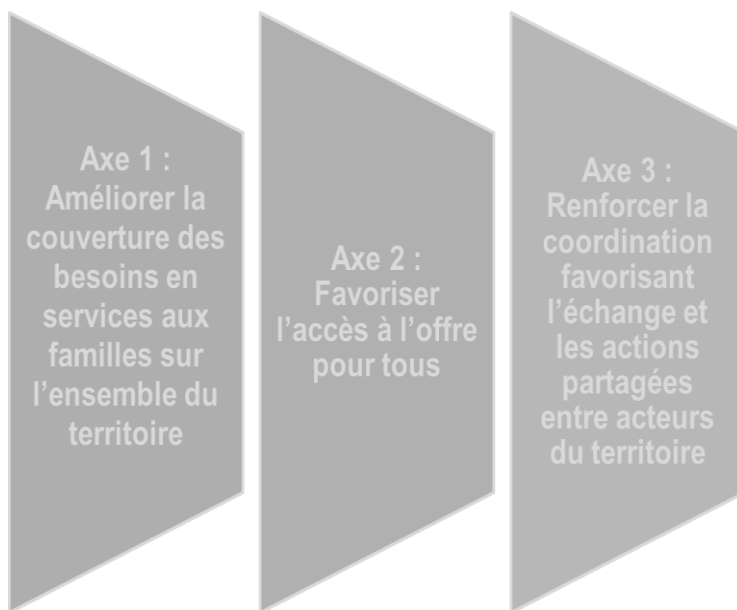 Axe 1 :
Améliorer la
couverture des
besoins en
services aux
familles sur
l’ensemble du
territoire
Axe 2 :
Favoriser
l’accès à l’offre
pour tous
Axe 3 :
Renforcer la
coordination
favorisant
l’échange et
les actions
partagées
entre acteurs
du territoire